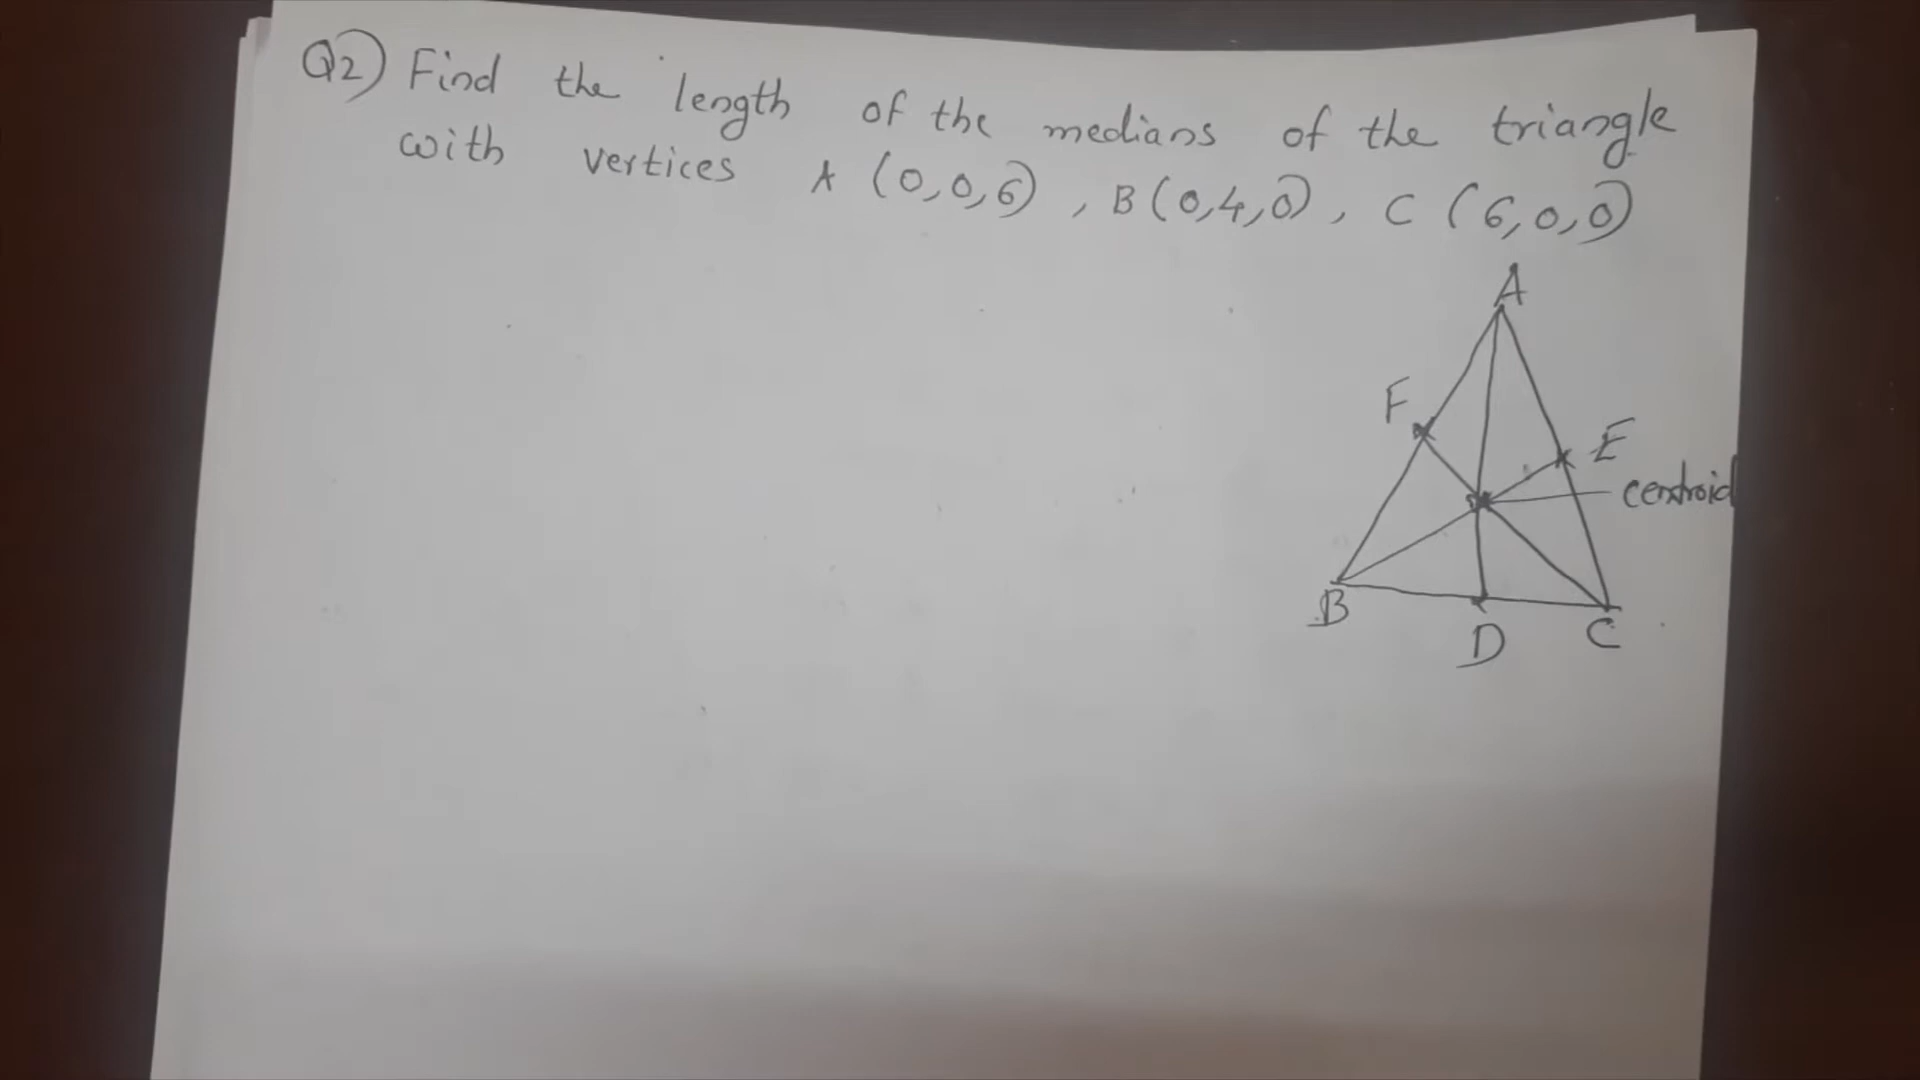 Q2) Find the length of the medians of the triangle
with vertices A (0,0,6) , B (0,4,0) , C (6,0,0)
A
F
E
centroid
B
D
C